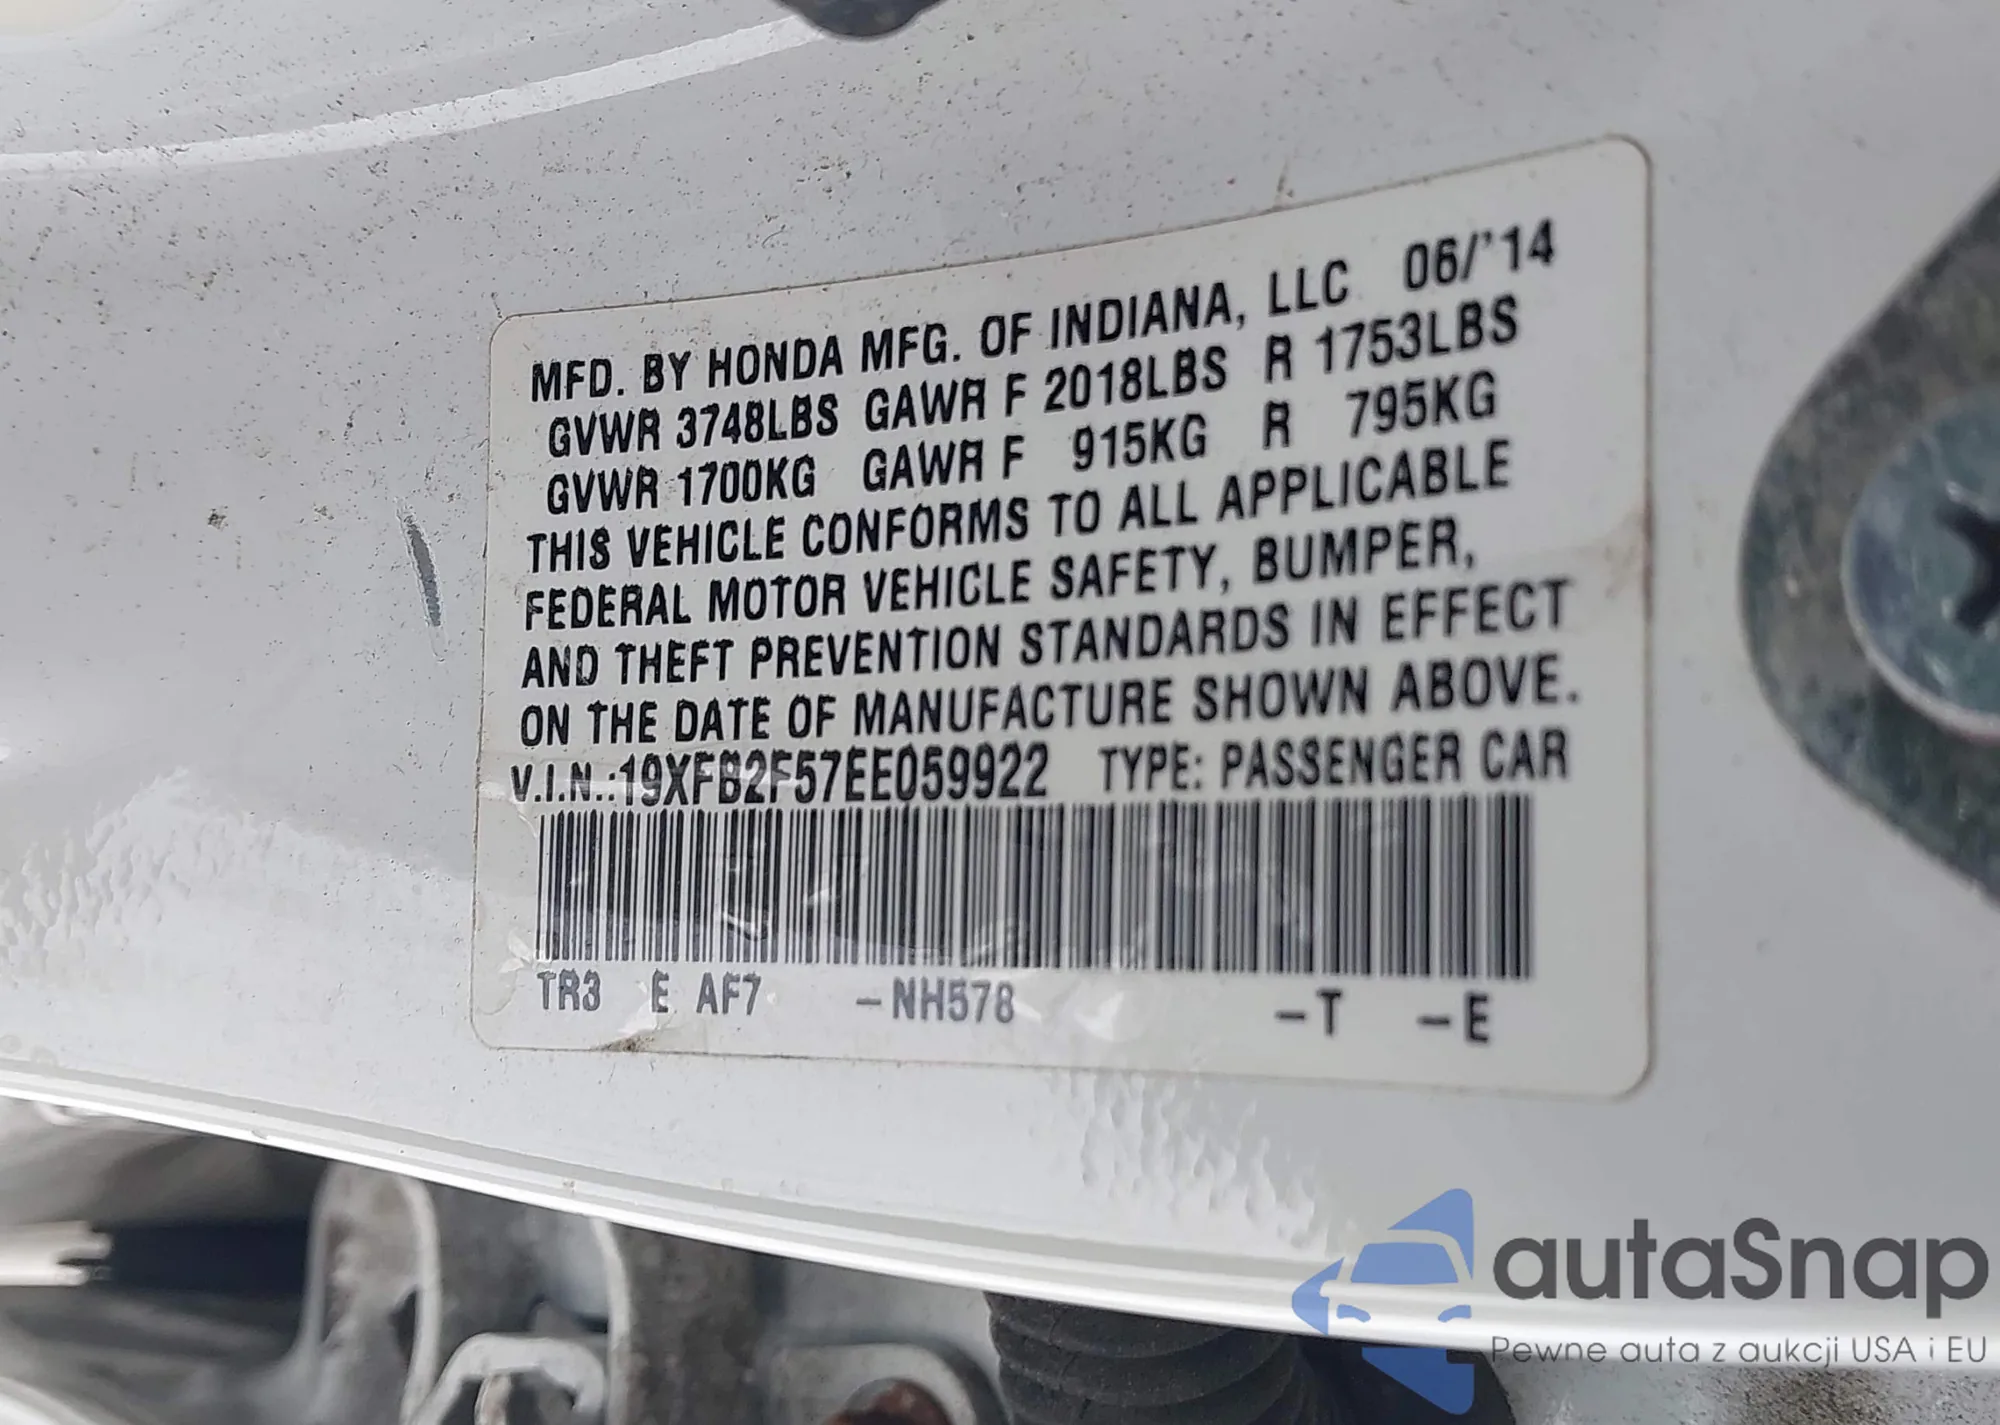 MFD. BY HONDA MFG. OF INDIANA, LLC 06/'14
GVWR 3748LBS GAWR F 2018LBS R 1753LBS
GVWR 1700KG GAWR F 915KG R 795KG
THIS VEHICLE CONFORMS TO ALL APPLICABLE
FEDERAL MOTOR VEHICLE SAFETY, BUMPER,
AND THEFT PREVENTION STANDARDS IN EFFECT
ON THE DATE OF MANUFACTURE SHOWN ABOVE.
V.I.N.:19XFB2F57EE059922 TYPE: PASSENGER CAR
TR3 E AF7 –NH578 –T –E
autaSnap
Pewne auta z aukcji USA i EU